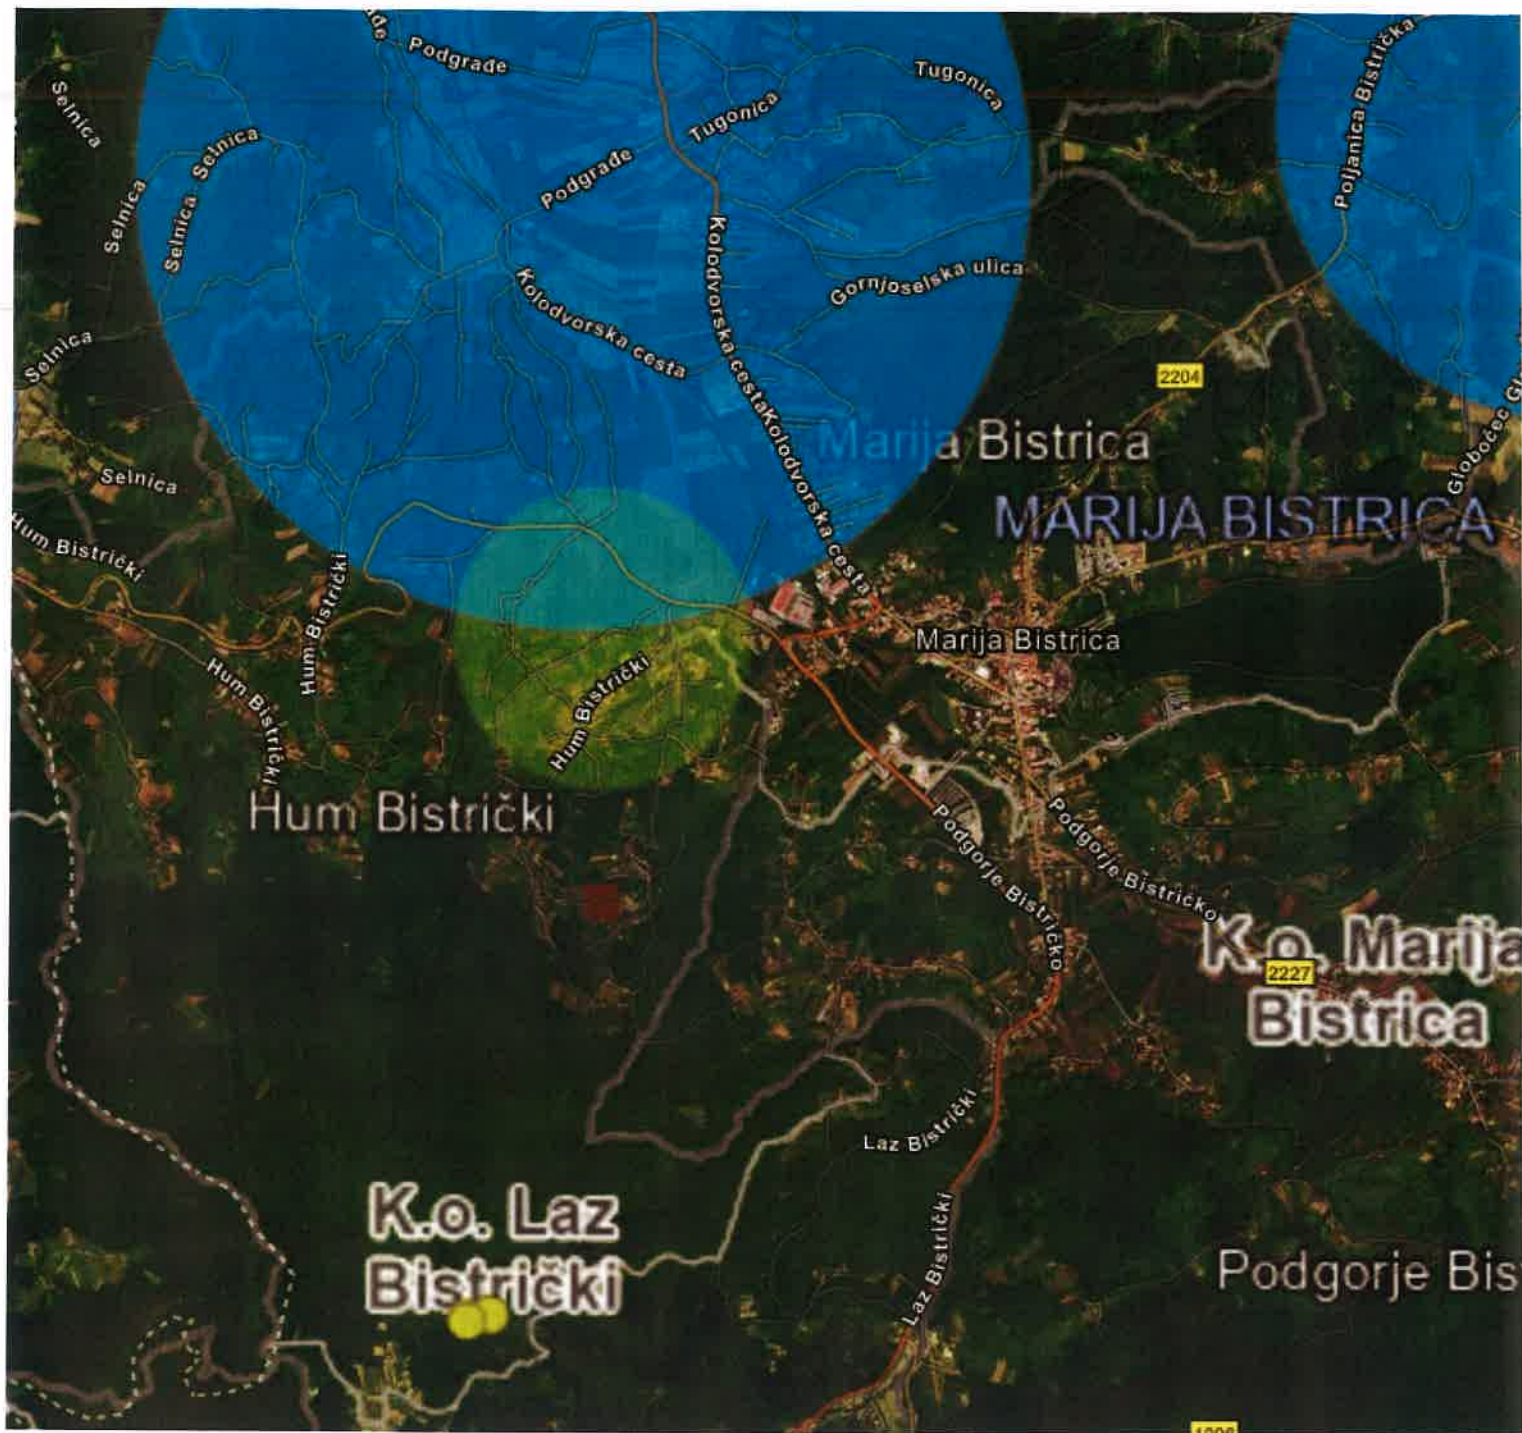 Podgrađe
Tugonica
Poljanica Bistrička
Selnica
Tugonica
Selnica
Podgrađe
Selnica
Selnica
Kolodvorska cesta
Gornjoselska ulica
Kolodvorska cesta
Selnica
2204
Kolodvorska cesta
Marija Bistrica
Globočec
Selnica
MARIJA BISTRICA
Hum Bistrički
Hum Bistrički
Marija Bistrica
Hum Bistrički
Hum Bistrički
Hum Bistrički
Podgorje Bistričko
Podgorje Bistričko
K.o. Marija
2227
Bistrica
Laz Bistrički
K.o. Laz
Bistrički
Laz Bistrički
Podgorje Bis